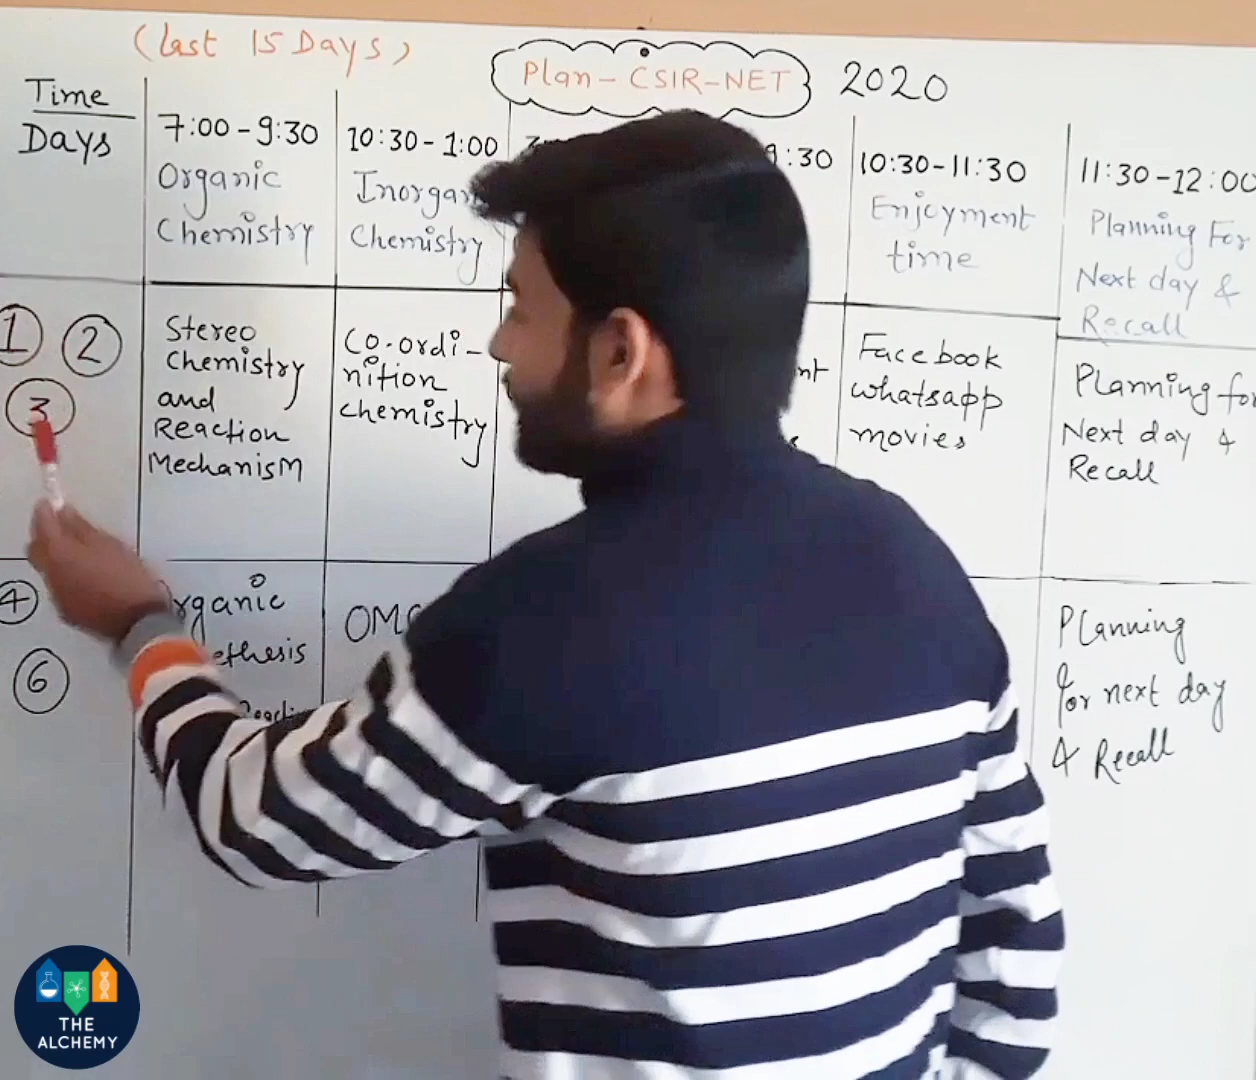 (Last 15 Days)
Plan - CSIR-NET 2020
Time
Days
7:00 - 9:30
Organic
Chemistry
10:30 - 1:00
Inorgan
Chemistry
9:30
10:30 - 11:30
Enjoyment
time
11:30 - 12:00
Planning For
Next day &
Recall
1 2
3
Stereo
Chemistry
and
Reaction
Mechanism
Co-ordi-
nition
chemistry
Facebook
whatsapp
movies
Planning for
Next day &
Recall
4
6
rganic
ethesis
OMC
Planning
for next day
& Recall
THE
ALCHEMY